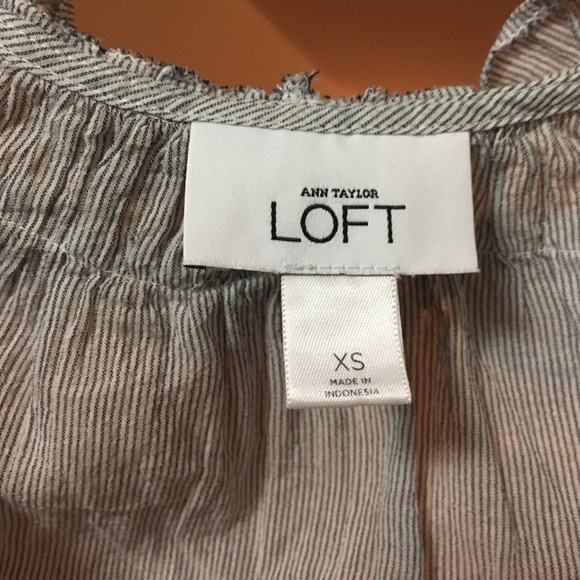 ANN TAYLOR
LOFT
XS
MADE IN
INDONESIA